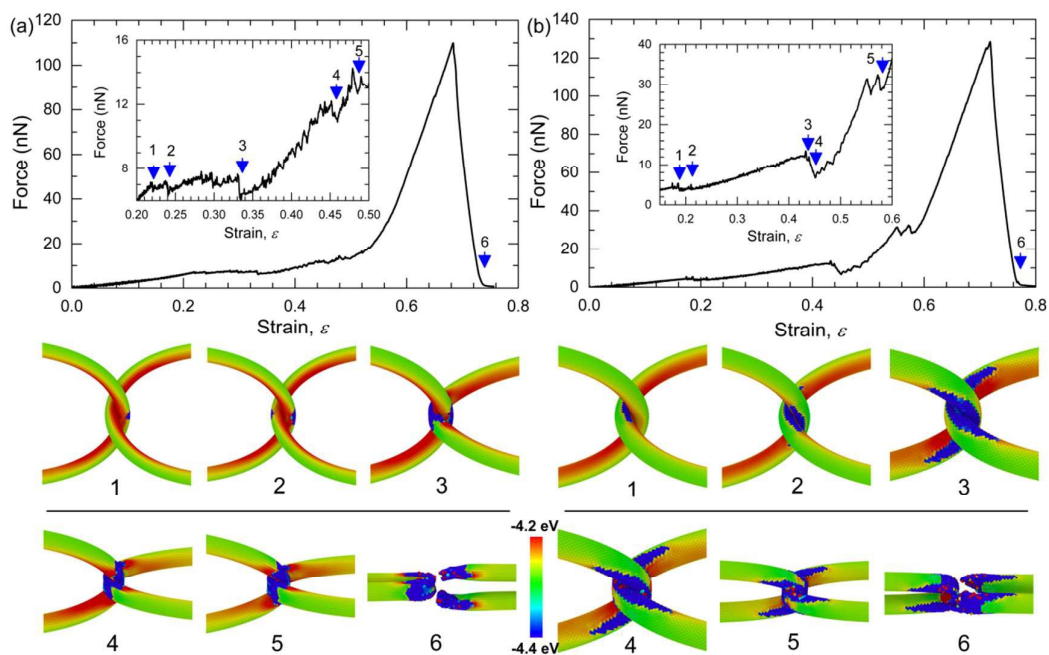 (a)
120
100
80
60
40
20
0
Force (nN)
0.0 0.2 0.4 0.6 0.8
Strain, ε
16
12
8
Force (nN)
0.20 0.25 0.30 0.35 0.40 0.45 0.50
Strain, ε
1 2 3 4 5
6
(b)
140
120
100
80
60
40
20
0
Force (nN)
0.0 0.2 0.4 0.6 0.8
Strain, ε
40
30
20
10
0
Force (nN)
0.2 0.3 0.4 0.5 0.6
Strain, ε
1 2 3 4 5
6
1 2 3
1 2 3
4 5 6
-4.2 eV
-4.4 eV
4 5 6